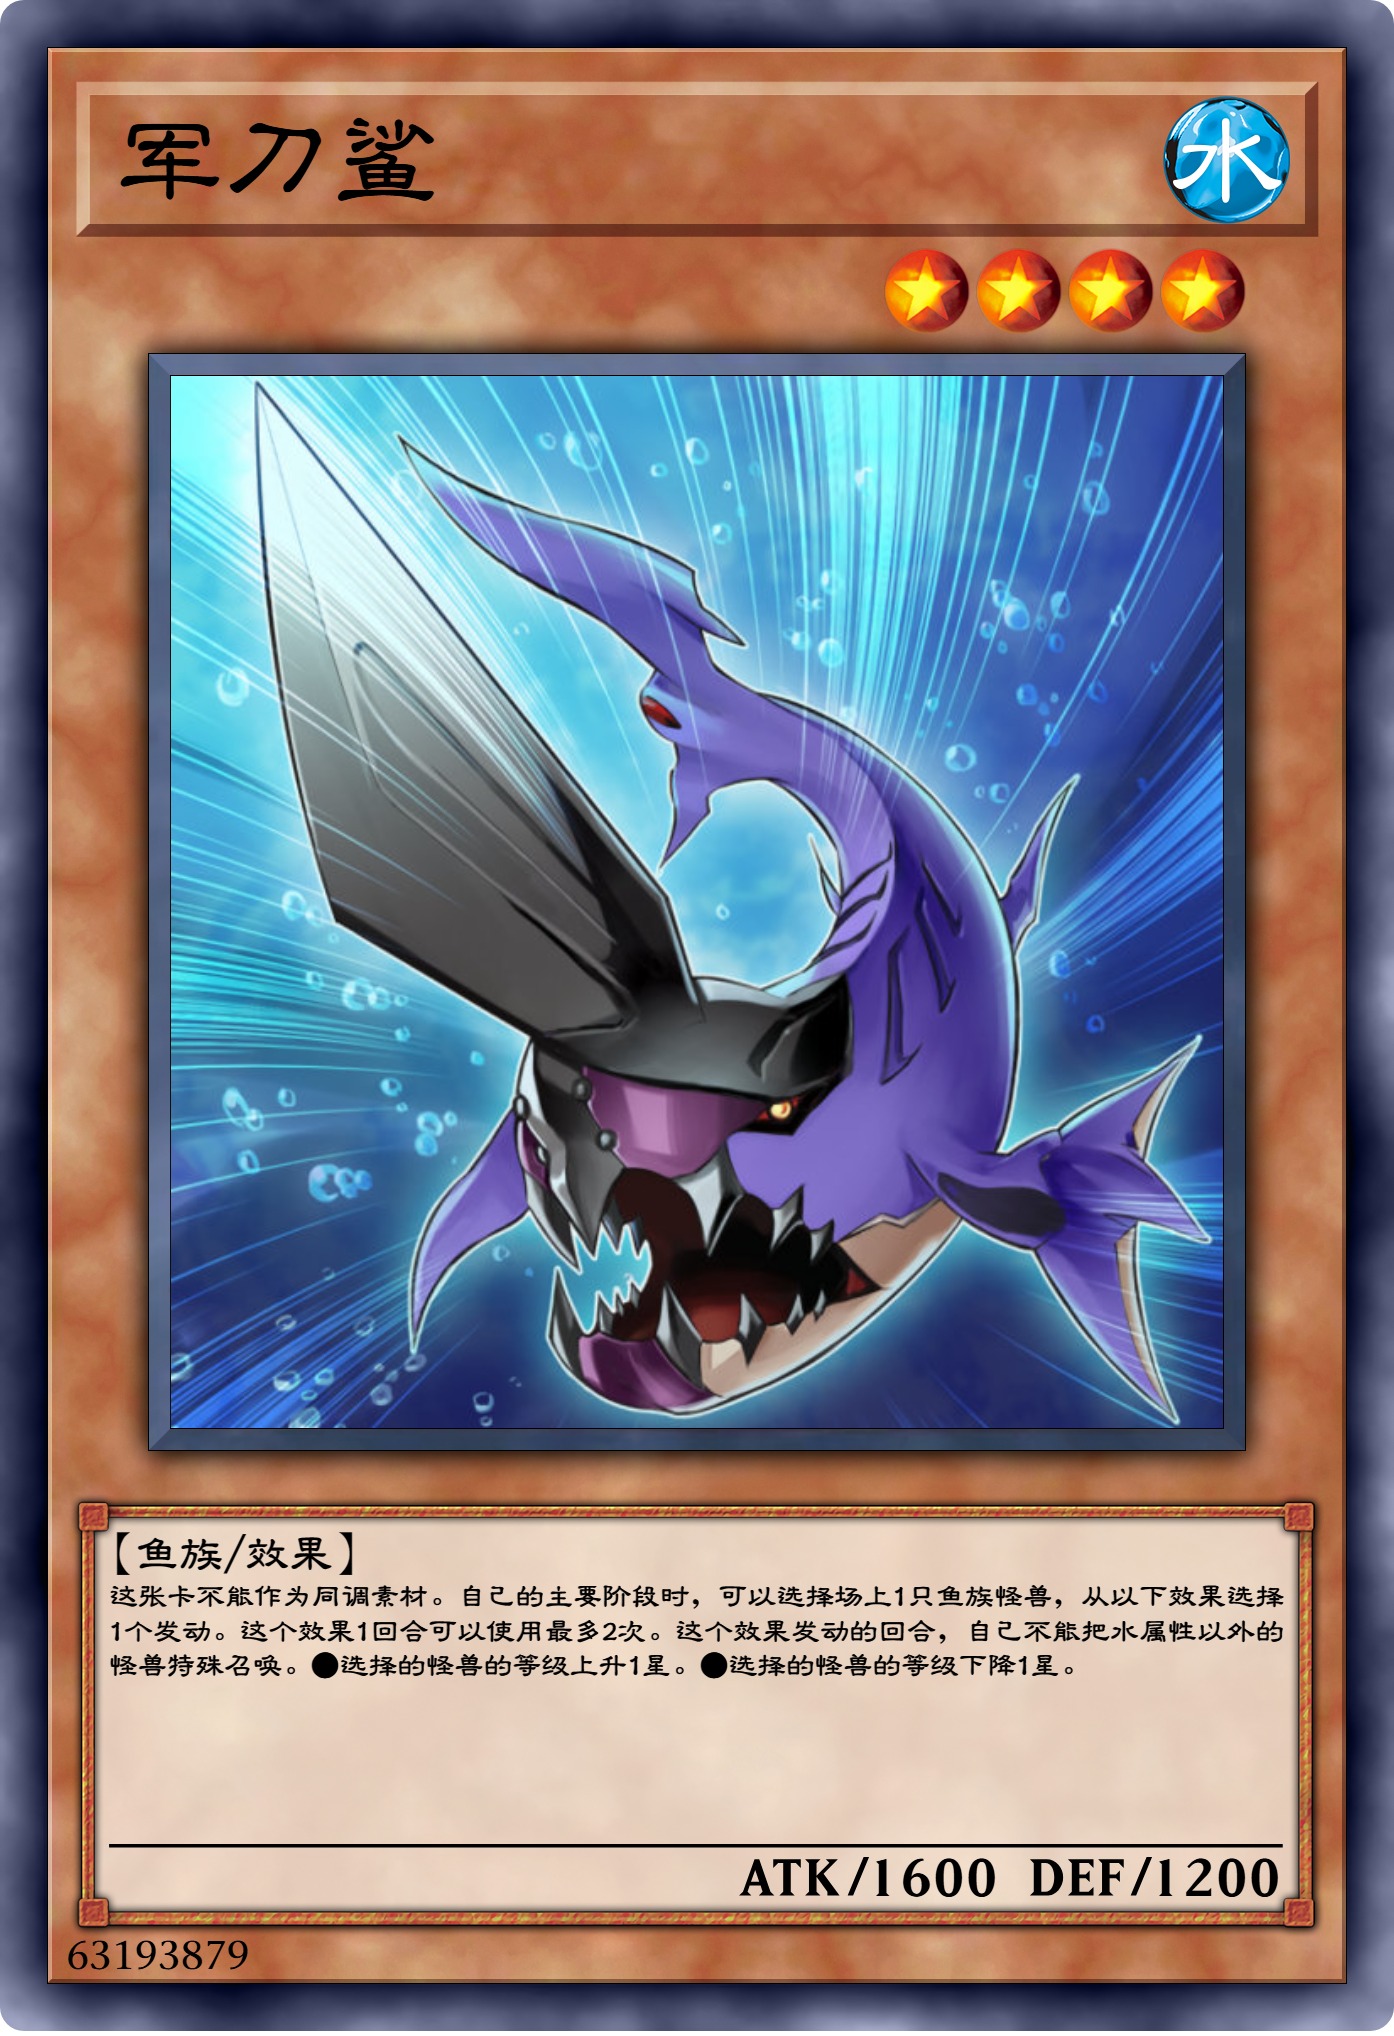 军刀鲨
水
【鱼族/效果】
这张卡不能作为同调素材。自己的主要阶段时，可以选择场上1只鱼族怪兽，从以下效果选择
1个发动。这个效果1回合可以使用最多2次。这个效果发动的回合，自己不能把水属性以外的
怪兽特殊召唤。●选择的怪兽的等级上升1星。●选择的怪兽的等级下降1星。
ATK/1600 DEF/1200
63193879